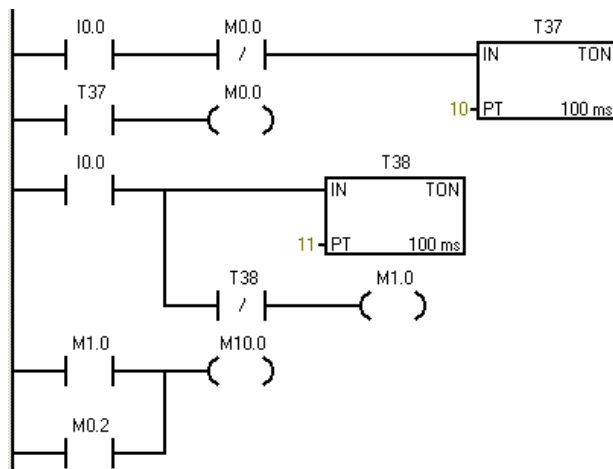 I0.0 M0.0 T37
/ IN TON
10 PT 100 ms
T37 M0.0
I0.0 T38
IN TON
11 PT 100 ms
T38 M1.0
/
M1.0 M10.0
M0.2